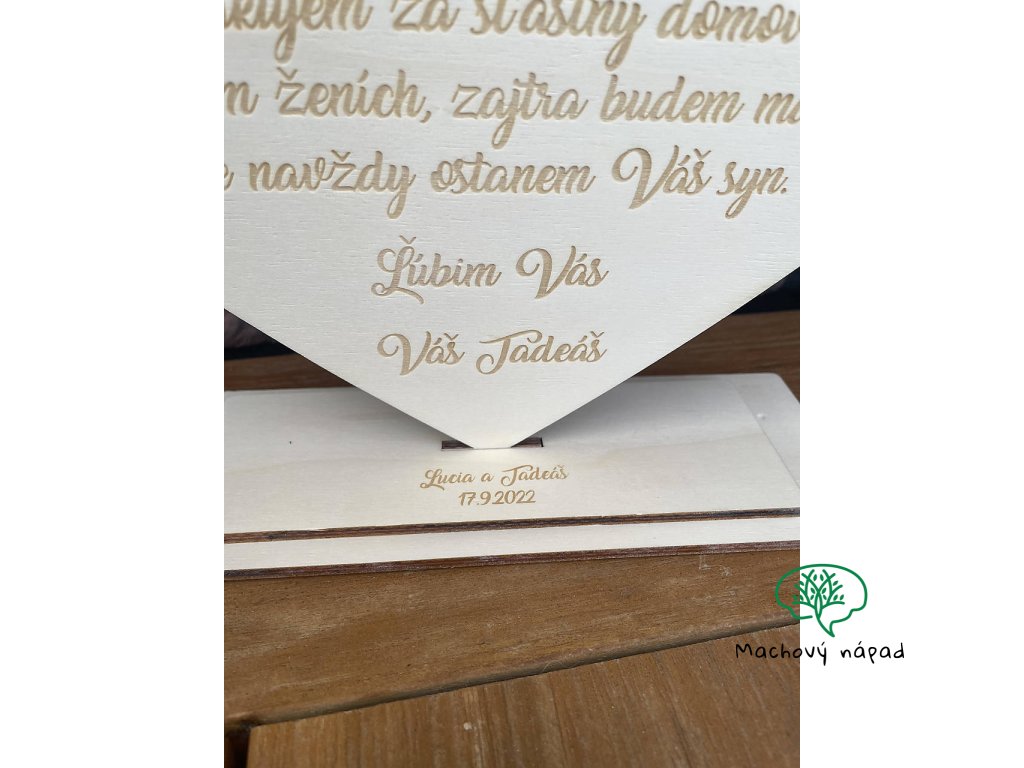 za šťastný domov
ženích, zajtra budem
navždy ostanem Váš syn.
Ľúbim Vás
Váš Tadeáš
Lucia a Tadeáš
17.9.2022
Machový nápad